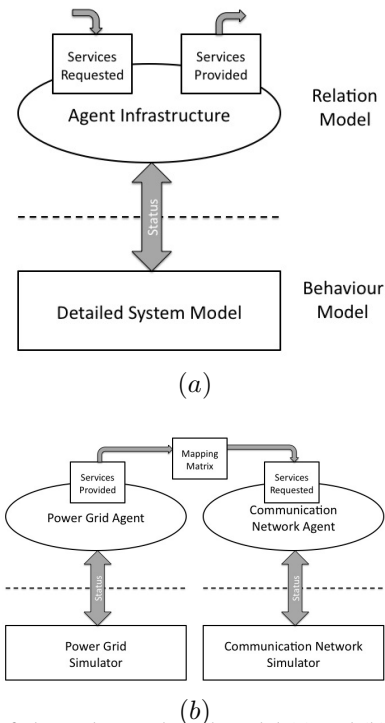 Services
Requested
Services
Provided
Agent Infrastructure
Relation
Model
Status
Detailed System Model
Behaviour
Model
(a)
Mapping
Matrix
Services
Provided
Services
Requested
Power Grid Agent
Communication
Network Agent
Status
Status
Power Grid
Simulator
Communication Network
Simulator
(b)